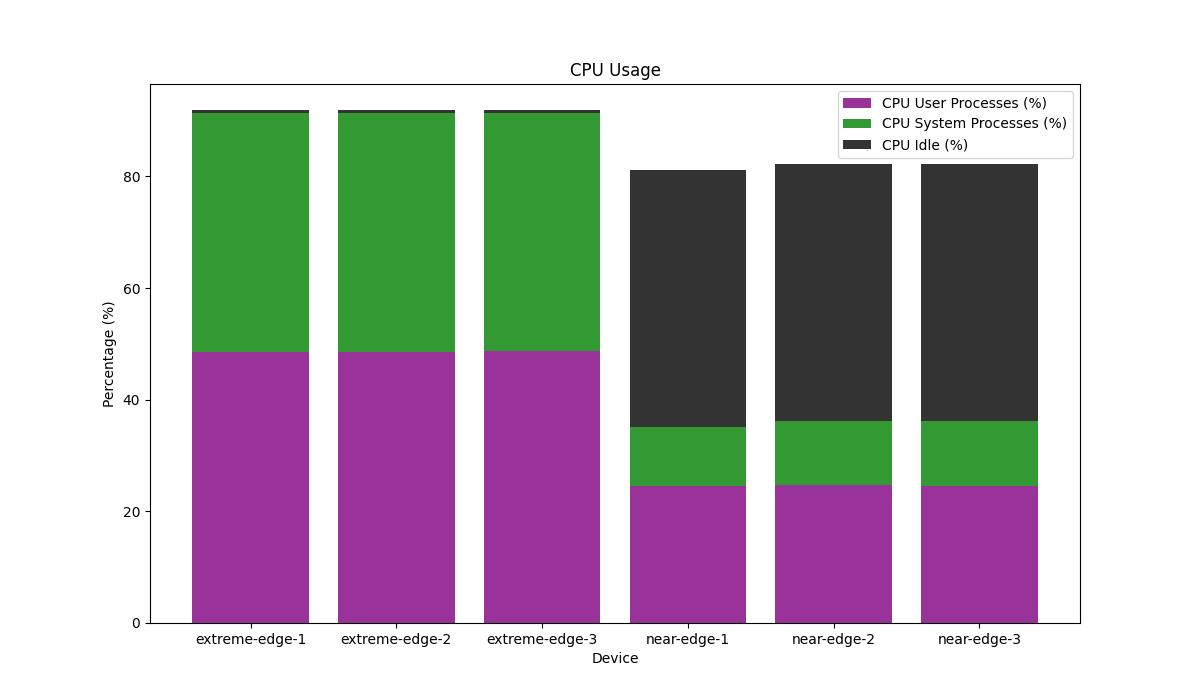 CPU Usage
CPU User Processes (%)
CPU System Processes (%)
CPU Idle (%)
Percentage (%)
80
60
40
20
0
extreme-edge-1 extreme-edge-2 extreme-edge-3 near-edge-1 near-edge-2 near-edge-3
Device